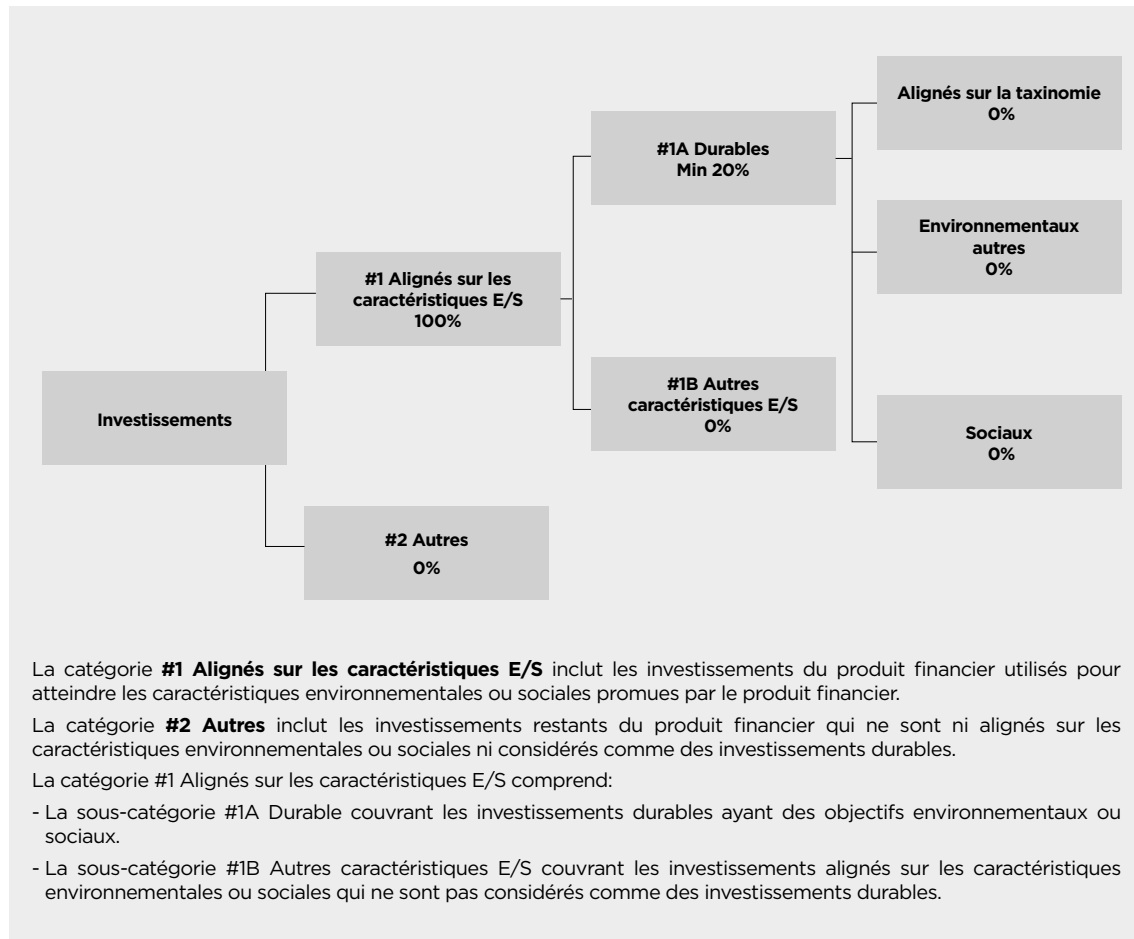 Alignés sur la taxinomie
0%
#1A Durables
Min 20%
Environnementaux
autres
0%
#1 Alignés sur les
caractéristiques E/S
100%
#1B Autres
caractéristiques E/S
0%
Investissements
Sociaux
0%
#2 Autres
0%
La catégorie #1 Alignés sur les caractéristiques E/S inclut les investissements du produit financier utilisés pour
atteindre les caractéristiques environnementales ou sociales promues par le produit financier.
La catégorie #2 Autres inclut les investissements restants du produit financier qui ne sont ni alignés sur les
caractéristiques environnementales ou sociales ni considérés comme des investissements durables.
La catégorie #1 Alignés sur les caractéristiques E/S comprend:
- La sous-catégorie #1A Durable couvrant les investissements durables ayant des objectifs environnementaux ou
sociaux.
- La sous-catégorie #1B Autres caractéristiques E/S couvrant les investissements alignés sur les caractéristiques
environnementales ou sociales qui ne sont pas considérés comme des investissements durables.